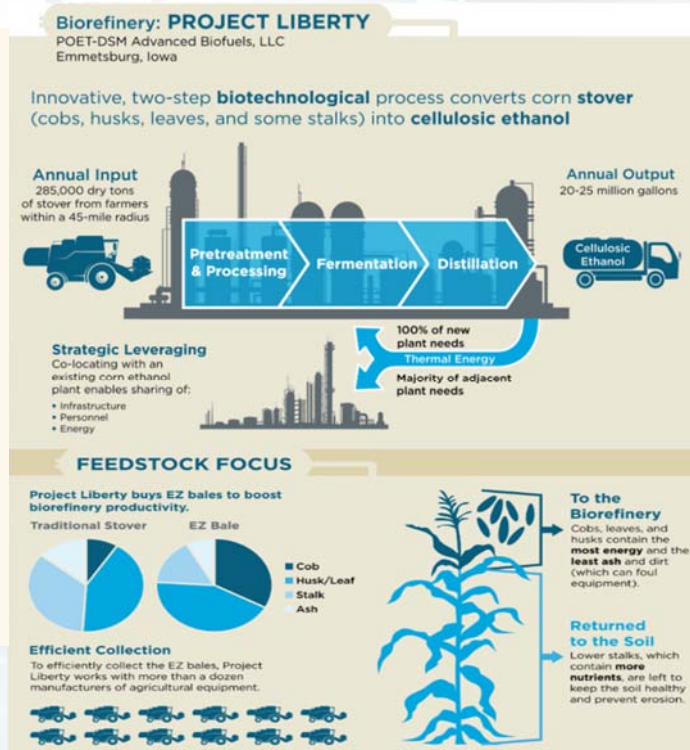 Biorefinery: PROJECT LIBERTY
POET-DSM Advanced Biofuels, LLC
Emmetsburg, Iowa
Innovative, two-step biotechnological process converts corn stover
(cobs, husks, leaves, and some stalks) into cellulosic ethanol
Annual Input
285,000 dry tons
of stover from farmers
within a 45-mile radius
Pretreatment
& Processing
Fermentation
Distillation
Annual Output
20-25 million gallons
Cellulosic
Ethanol
100% of new
plant needs
Thermal Energy
Majority of adjacent
plant needs
Strategic Leveraging
Co-locating with an
existing corn ethanol
plant enables sharing of:
• Infrastructure
• Personnel
• Energy
FEEDSTOCK FOCUS
Project Liberty buys EZ bales to boost
biorefinery productivity.
Traditional Stover
EZ Bale
Cob
Husk/Leaf
Stalk
Ash
Efficient Collection
To efficiently collect the EZ bales, Project
Liberty works with more than a dozen
manufacturers of agricultural equipment.
To the
Biorefinery
Cobs, leaves, and
husks contain the
most energy and the
least ash and dirt
(which can foul
equipment).
Returned
to the Soil
Lower stalks, which
contain more
nutrients, are left to
keep the soil healthy
and prevent erosion.